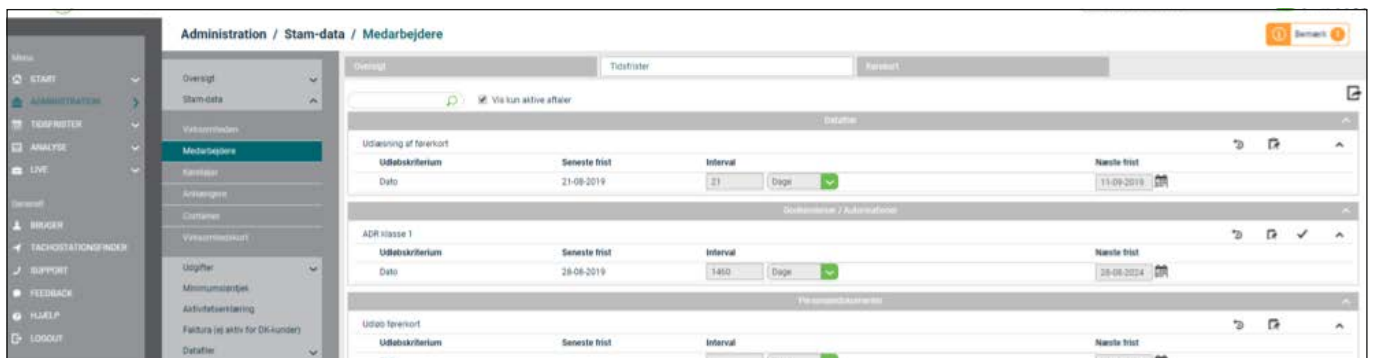 Administration / Stam-data / Medarbejdere
Bemærk
Menu
START
ADMINISTRATION
TIDSFRISTER
ANALYSE
LIVE
Generelt
BRUGER
TACHOSTATIONSFINDER
SUPPORT
FEEDBACK
HJÆLP
LOGOUT
Oversigt
Stam-data
Virksomheden
Medarbejdere
Køretøjer
Anhængere
Container
Virksomhedskort
Udgifter
Aktivitetserklæring
Faktura (ej aktiv for DK-kunder)
Datafiler
Oversigt
Tidsfrister
Kørekort
Vis kun aktive aftaler
Datafiler
Udlæsning af førerkort
Udløbskriterium Seneste frist Interval Næste frist
Dato 21-08-2019 21 Dage 11-09-2019
Godkendelser / Autorisationer
ADR klasse 1
Udløbskriterium Seneste frist Interval Næste frist
Dato 28-08-2019 1460 Dage 28-08-2024
Persondokumenter
Udløb førerkort
Udløbskriterium Seneste frist Interval Næste frist